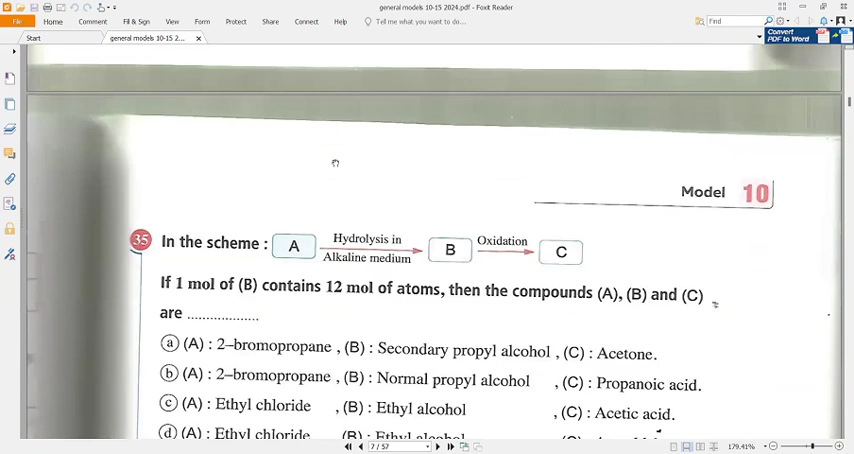 general models 10-15 2024.pdf - Foxit Reader
File Home Comment Fill & Sign View Form Protect Share Connect Help Tell me what you want to do...
Find
Start general models 10-15 2...
Convert
PDF to Word
Model 10
35 In the scheme : A Hydrolysis in Alkaline medium B Oxidation C
If 1 mol of (B) contains 12 mol of atoms, then the compounds (A), (B) and (C)
are ..................
a (A) : 2–bromopropane , (B) : Secondary propyl alcohol , (C) : Acetone.
b (A) : 2–bromopropane , (B) : Normal propyl alcohol , (C) : Propanoic acid.
c (A) : Ethyl chloride , (B) : Ethyl alcohol , (C) : Acetic acid.
d (A) : Ethyl chloride (B) : Ethyl alcohol
7 / 57
179.41%